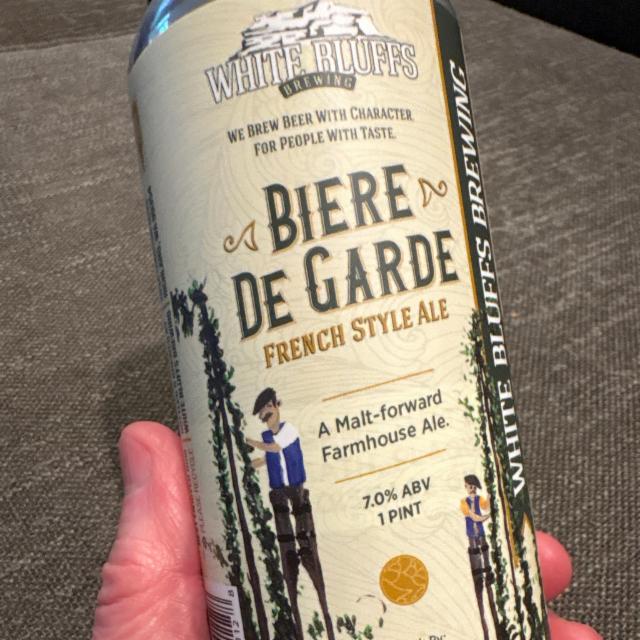 WHITE BLUFFS
BREWING
WE BREW BEER WITH CHARACTER
FOR PEOPLE WITH TASTE.
BIERE
DE GARDE
FRENCH STYLE ALE
A Malt-forward
Farmhouse Ale.
7.0% ABV
1 PINT
WHITE BLUFFS BREWING